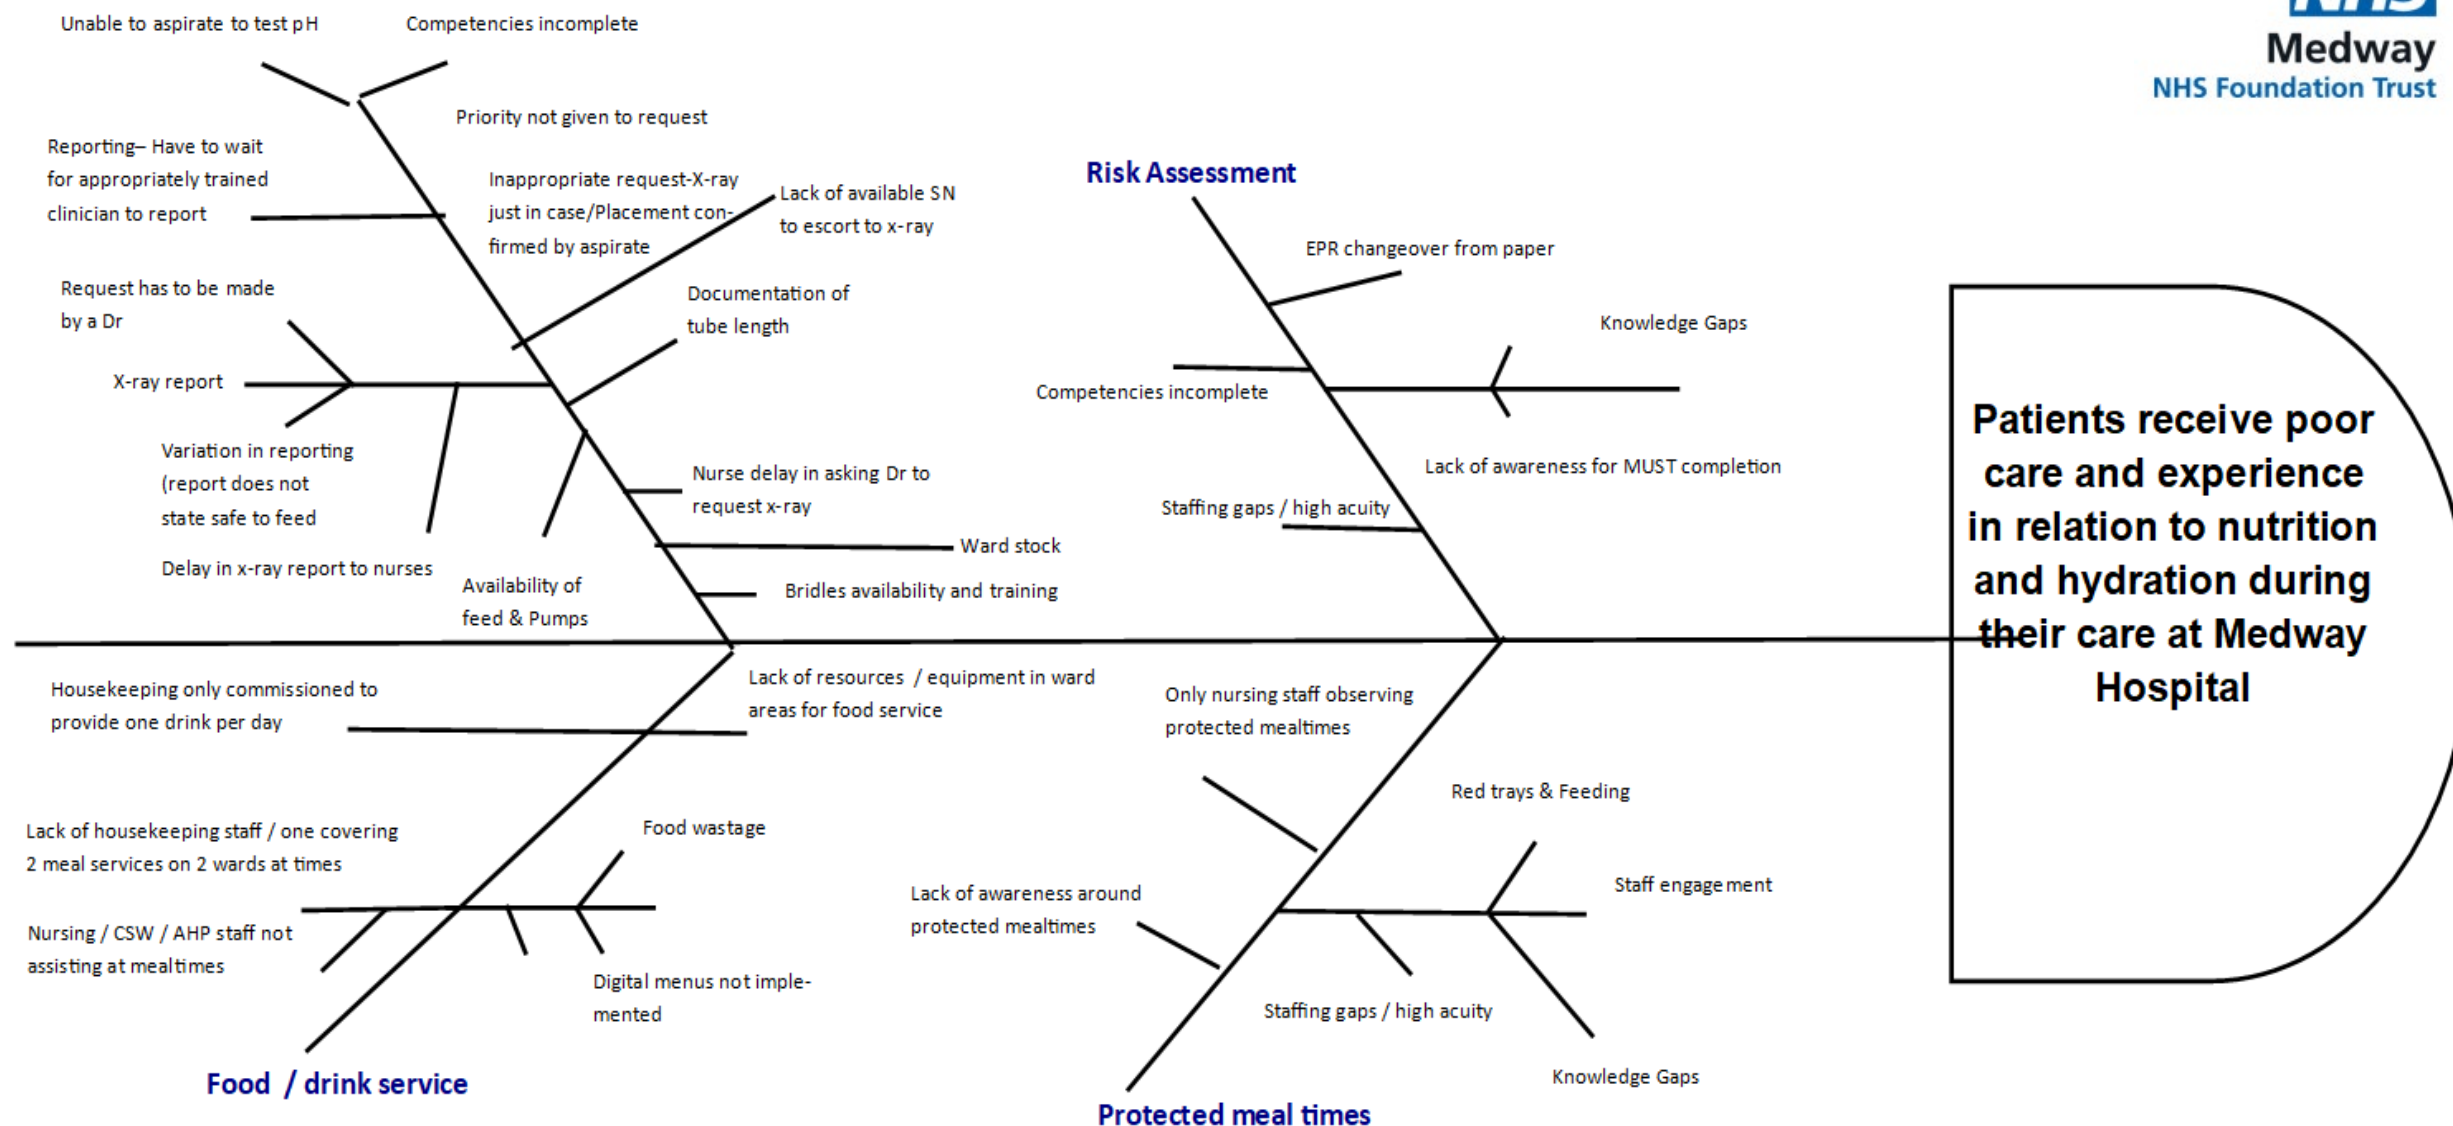 NHS
Medway
NHS Foundation Trust
Unable to aspirate to test pH
Competencies incomplete
Priority not given to request
Reporting– Have to wait
for appropriately trained
clinician to report
Inappropriate request-X-ray
just in case/Placement con-
firmed by aspirate
Lack of available SN
to escort to x-ray
Request has to be made
by a Dr
Documentation of
tube length
X-ray report
Variation in reporting
(report does not
state safe to feed
Delay in x-ray report to nurses
Availability of
feed & Pumps
Nurse delay in asking Dr to
request x-ray
Ward stock
Bridles availability and training
Risk Assessment
EPR changeover from paper
Knowledge Gaps
Competencies incomplete
Lack of awareness for MUST completion
Staffing gaps / high acuity
Patients receive poor
care and experience
in relation to nutrition
and hydration during
their care at Medway
Hospital
Housekeeping only commissioned to
provide one drink per day
Lack of resources / equipment in ward
areas for food service
Lack of housekeeping staff / one covering
2 meal services on 2 wards at times
Food wastage
Nursing / CSW / AHP staff not
assisting at mealtimes
Digital menus not imple-
mented
Food / drink service
Only nursing staff observing
protected mealtimes
Red trays & Feeding
Lack of awareness around
protected mealtimes
Staff engagement
Staffing gaps / high acuity
Knowledge Gaps
Protected meal times